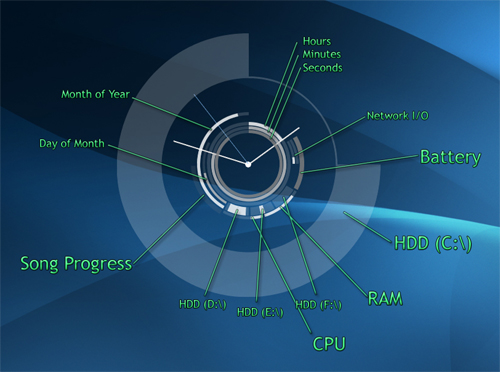 Hours
Minutes
Seconds
Month of Year
Network I/O
Day of Month
Battery
HDD (C:\)
Song Progress
RAM
HDD (D:\)
HDD (E:\)
HDD (F:\)
CPU